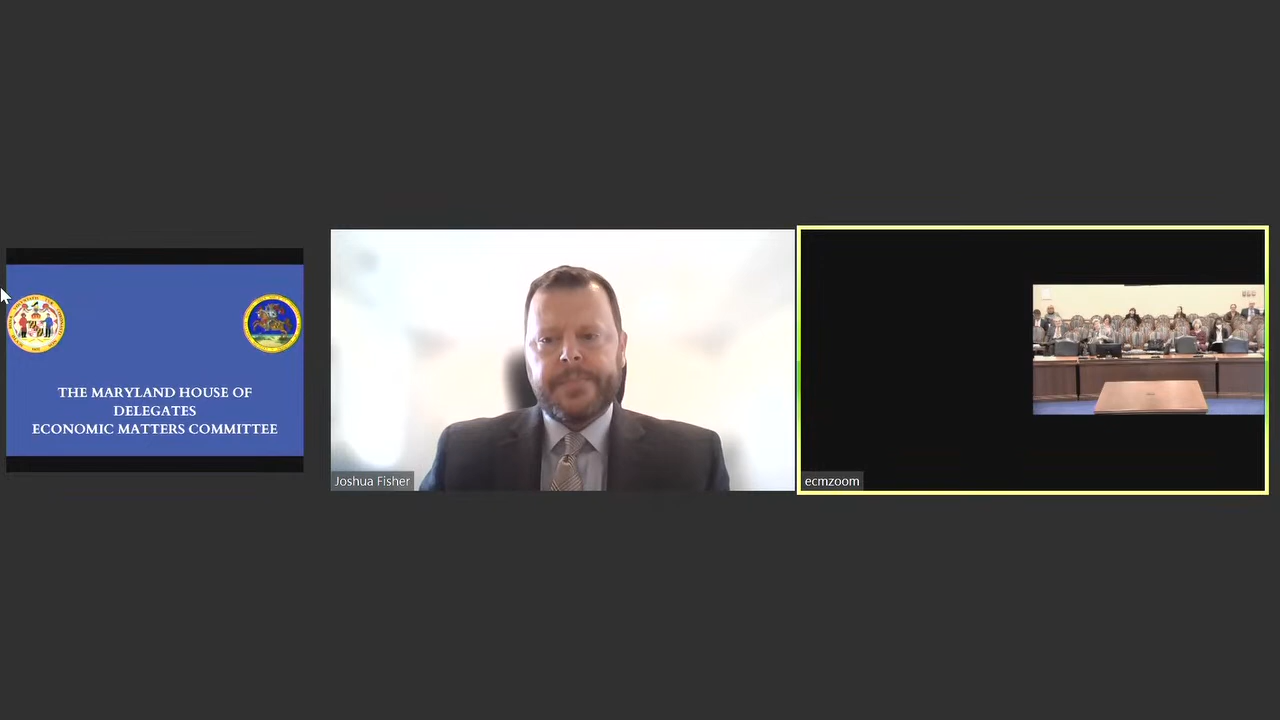 THE MARYLAND HOUSE OF
DELEGATES
ECONOMIC MATTERS COMMITTEE
Joshua Fisher
ecmzoom